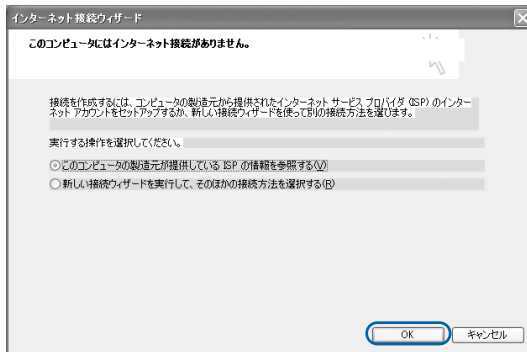 インターネット接続ウィザード
このコンピュータにはインターネット接続がありません。
接続を作成するには、コンピュータの製造元から提供されたインターネット サービス プロバイダ (ISP) のインター
ネット アカウントをセットアップするか、新しい接続ウィザードを使って別の接続方法を選びます。
実行する操作を選択してください。
このコンピュータの製造元が提供している ISP の情報を参照する(V)
新しい接続ウィザードを実行して、そのほかの接続方法を選択する(R)
OK キャンセル